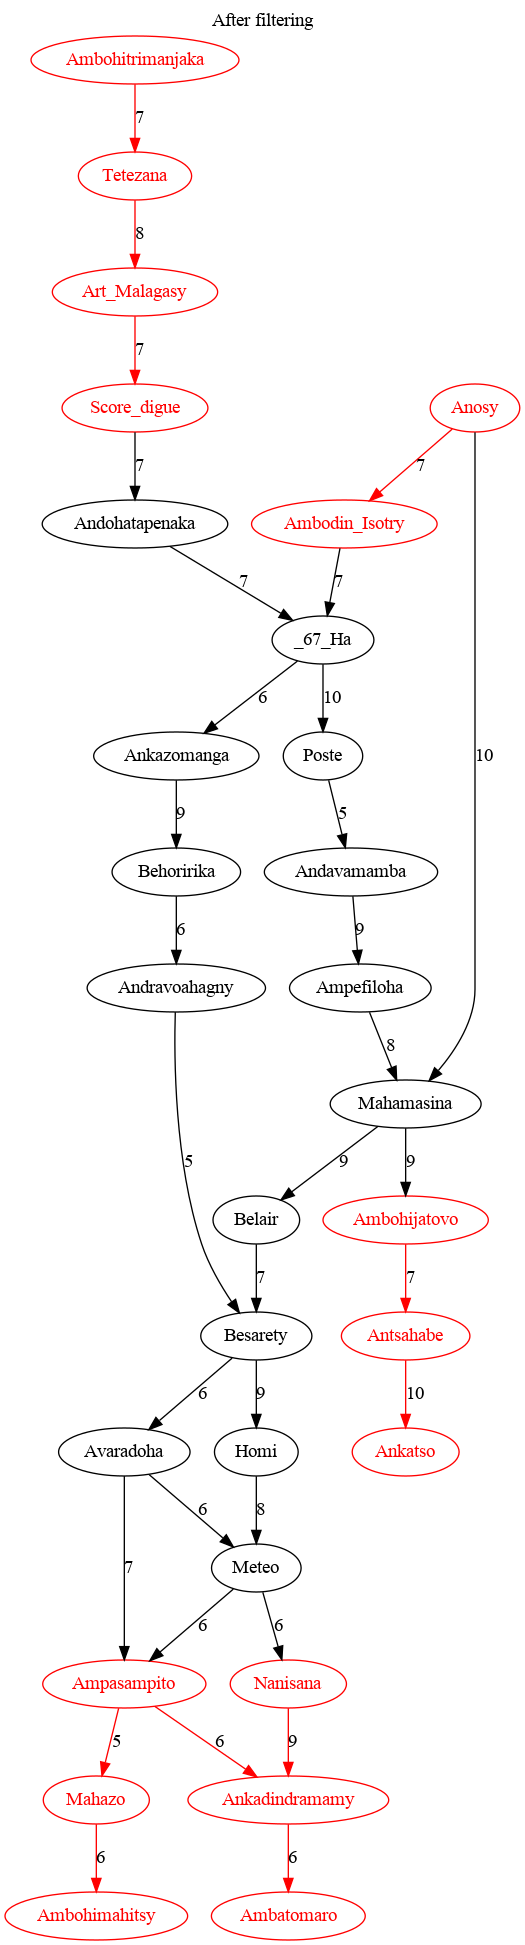 After filtering
Ambohitrimanjaka
7
Tetezana
8
Art_Malagasy
7
Score_digue
Anosy
7
7
Andohatapenaka
Ambodin_Isotry
7
7
_67_Ha
6
10
Ankazomanga
Poste
10
9
5
Behoririka
Andavamamba
6
9
Andravoahagny
Ampefiloha
8
Mahamasina
5
9
9
Belair
Ambohijatovo
7
7
Besarety
Antsahabe
6
9
10
Avaradoha
Homi
Ankatso
7
6
8
Meteo
6
6
Ampasampito
Nanisana
5
6
9
Mahazo
Ankadindramamy
6
6
Ambohimahitsy
Ambatomaro